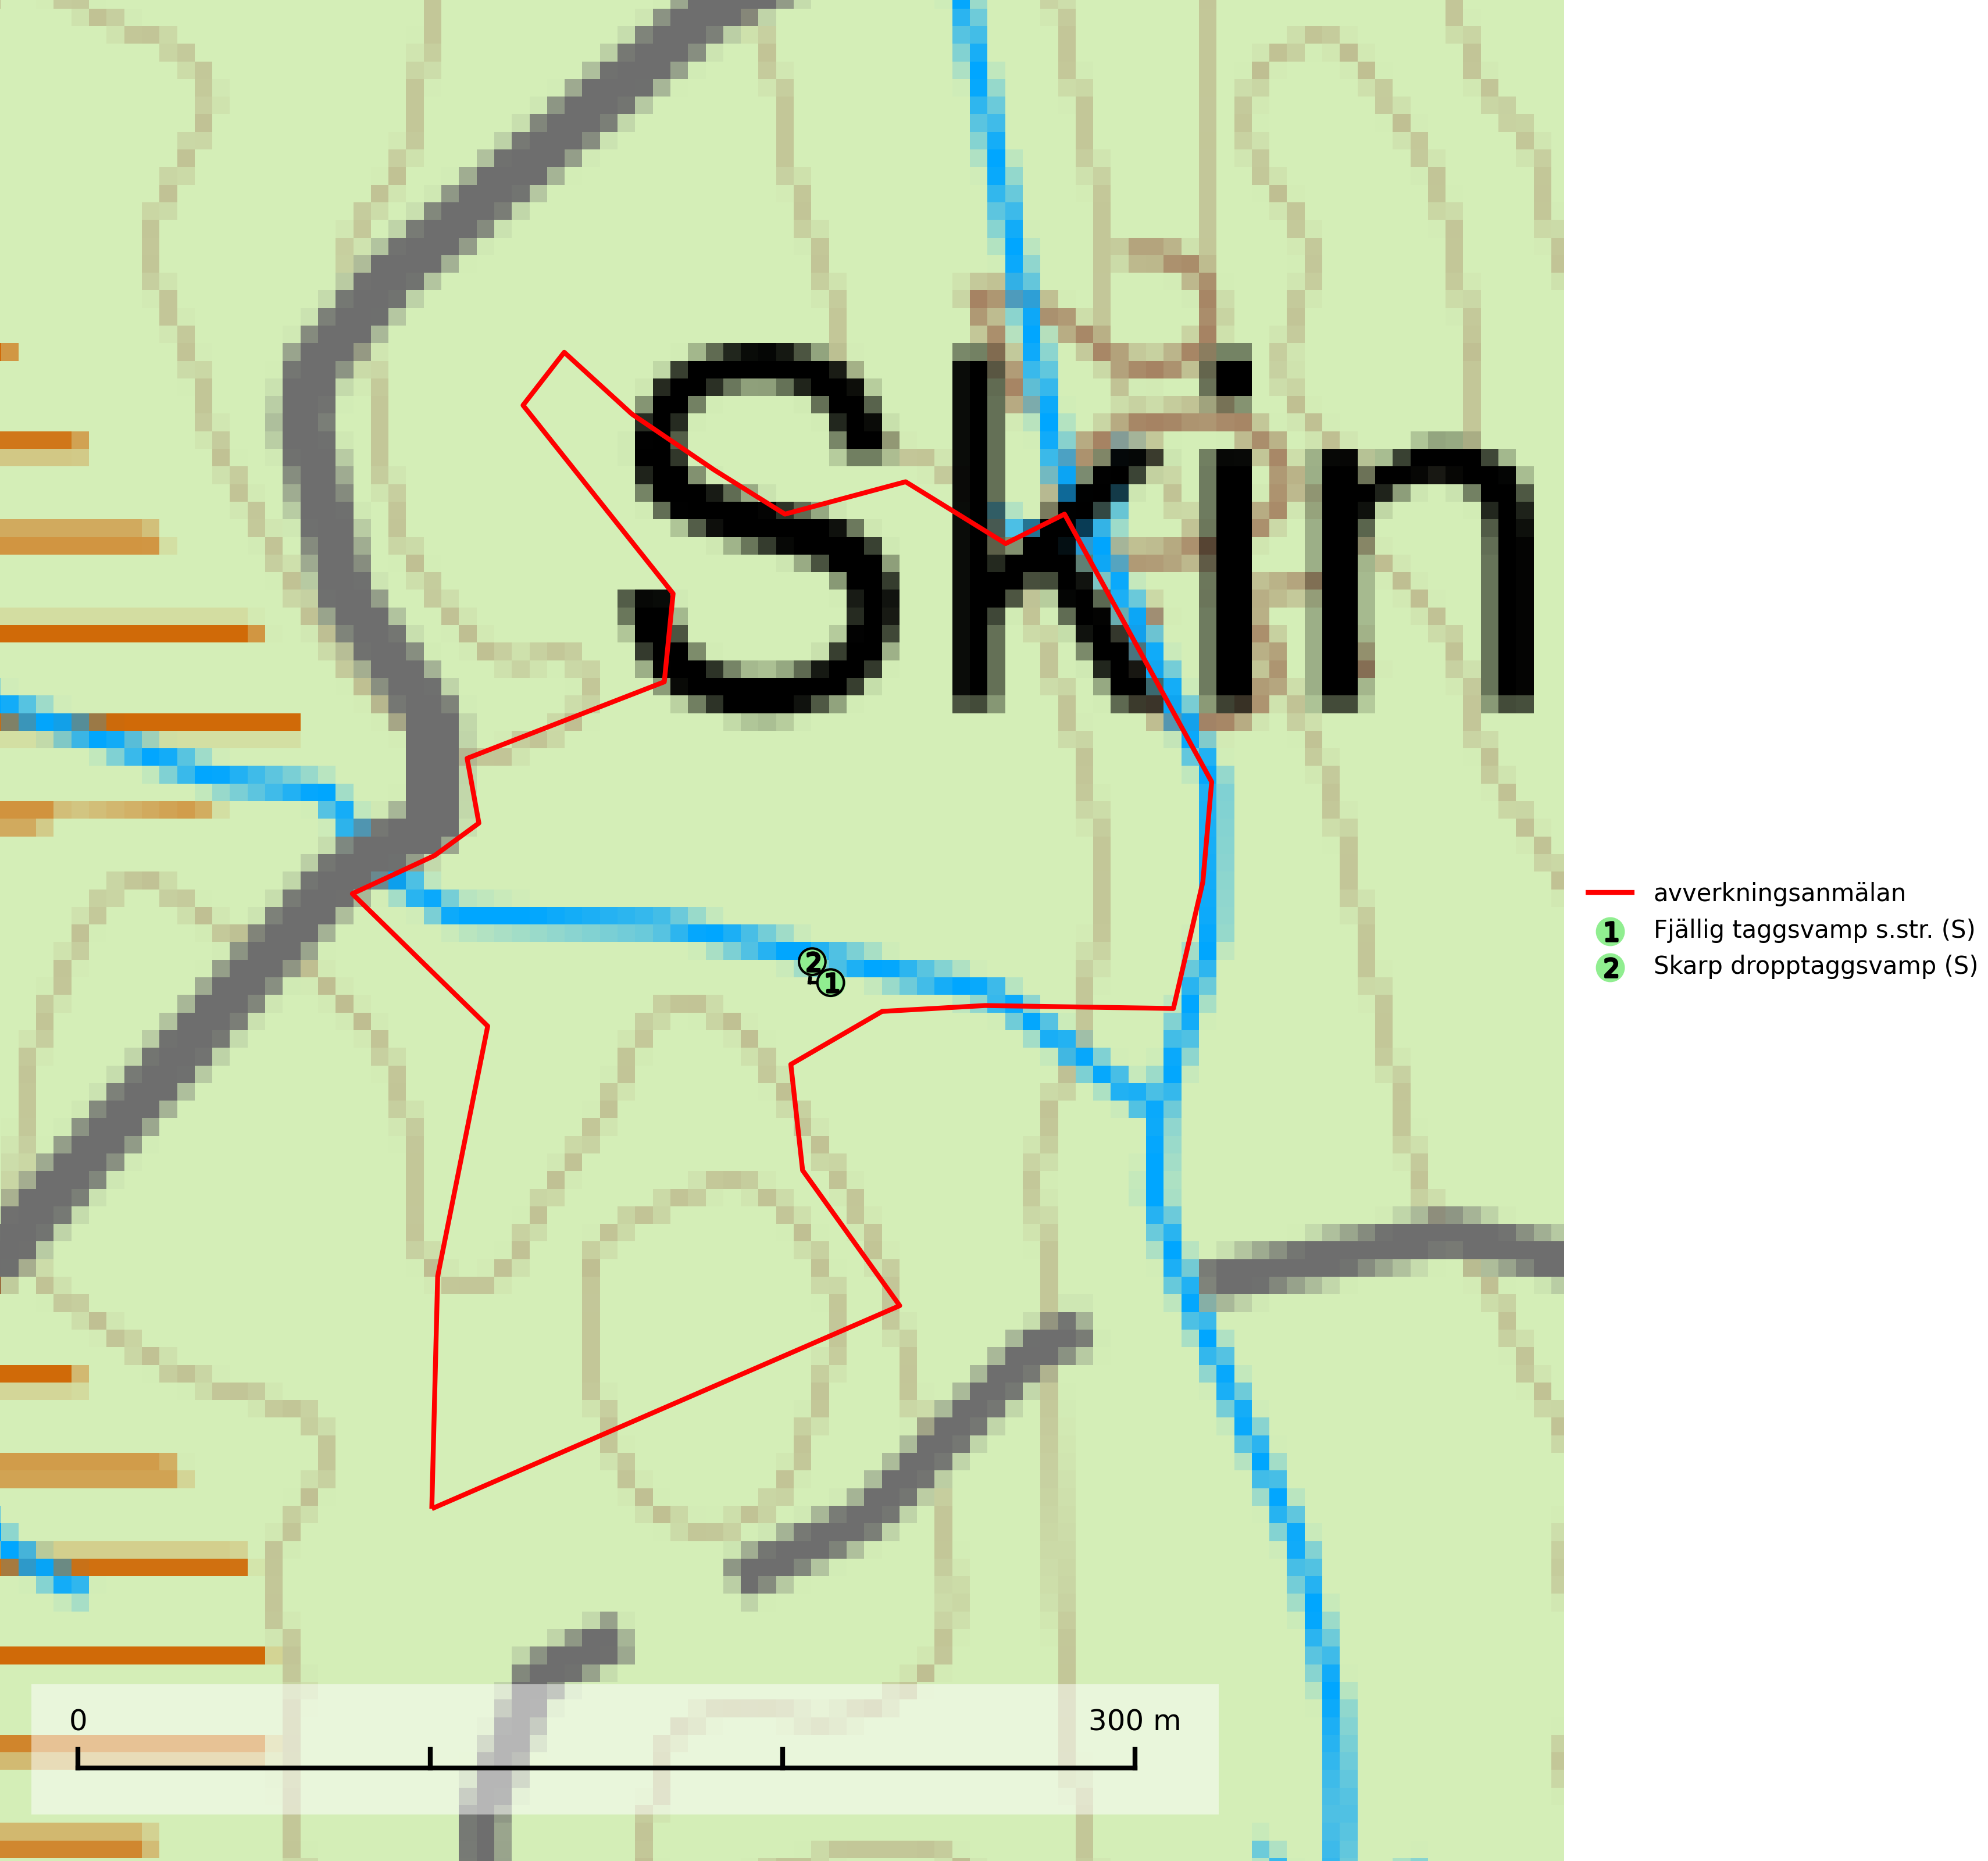 Skin
avverkningsanmälan
1 Fjällig taggsvamp s.str. (S)
2 Skarp dropptaggsvamp (S)
2
1
0 300 m